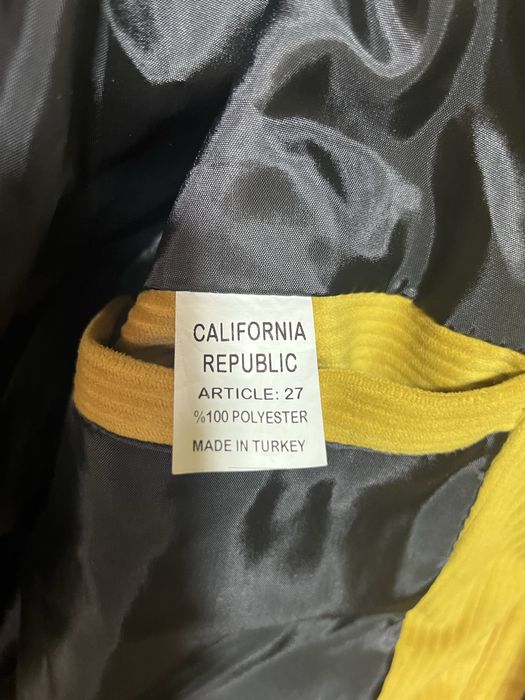 CALIFORNIA
REPUBLIC
ARTICLE: 27
%100 POLYESTER
MADE IN TURKEY